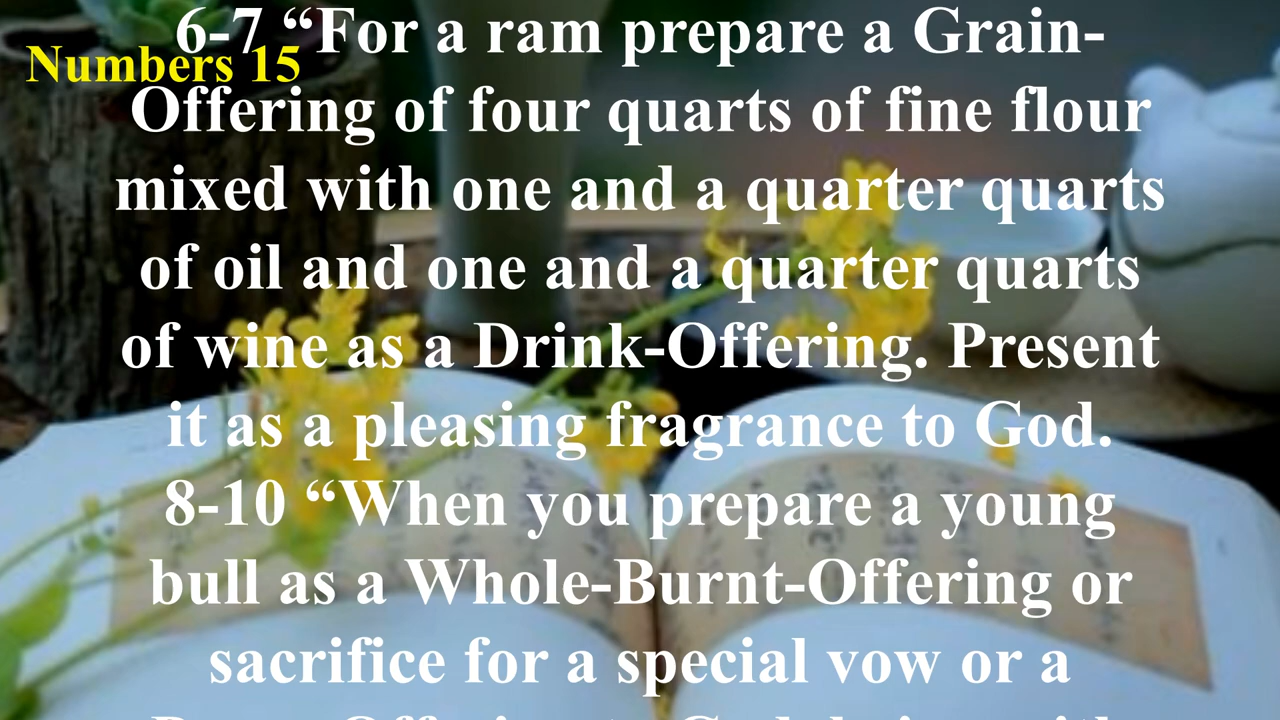 Numbers 15
6-7 “For a ram prepare a Grain-
Offering of four quarts of fine flour
mixed with one and a quarter quarts
of oil and one and a quarter quarts
of wine as a Drink-Offering. Present
it as a pleasing fragrance to God.
8-10 “When you prepare a young
bull as a Whole-Burnt-Offering or
sacrifice for a special vow or a